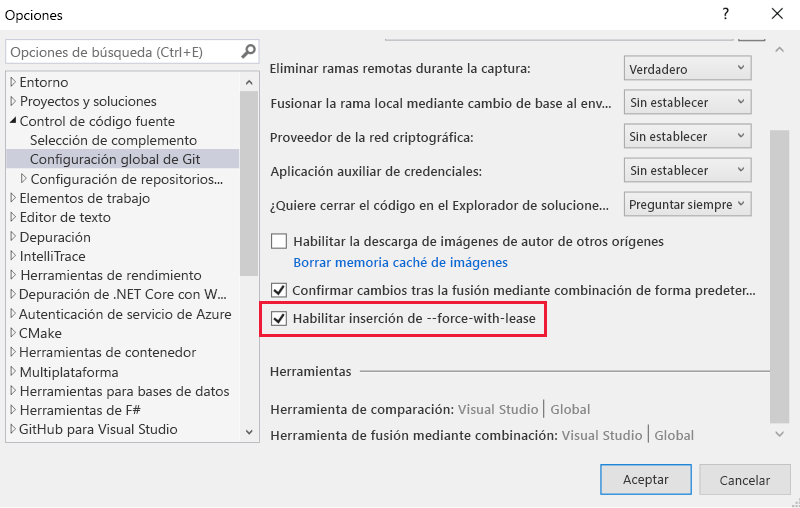 Opciones
?
Opciones de búsqueda (Ctrl+E)
Entorno
Proyectos y soluciones
Control de código fuente
Selección de complemento
Configuración global de Git
Configuración de repositorios...
Elementos de trabajo
Editor de texto
Depuración
IntelliTrace
Herramientas de rendimiento
Depuración de .NET Core con W...
Autenticación de servicio de Azure
CMake
Herramientas de contenedor
Multiplataforma
Herramientas para bases de datos
Herramientas de F#
GitHub para Visual Studio
Eliminar ramas remotas durante la captura: Verdadero
Fusionar la rama local mediante cambio de base al env... Sin establecer
Proveedor de la red criptográfica: Sin establecer
Aplicación auxiliar de credenciales: Sin establecer
¿Quiere cerrar el código en el Explorador de solucione... Preguntar siempre
Habilitar la descarga de imágenes de autor de otros orígenes
Borrar memoria caché de imágenes
Confirmar cambios tras la fusión mediante combinación de forma predeter...
Habilitar inserción de --force-with-lease
Herramientas
Herramienta de comparación: Visual Studio | Global
Herramienta de fusión mediante combinación: Visual Studio | Global
Aceptar
Cancelar